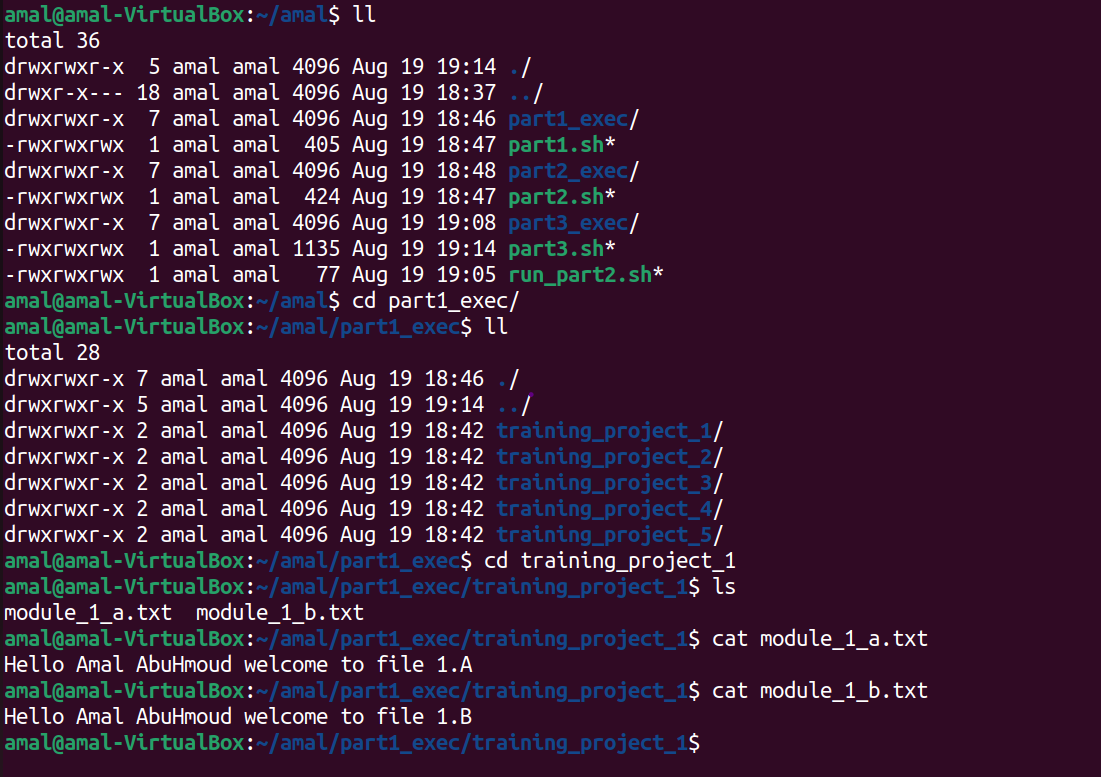 amal@amal-VirtualBox:~/amal$ ll
total 36
drwxrwxr-x  5 amal amal 4096 Aug 19 19:14 ./
drwxr-x--- 18 amal amal 4096 Aug 19 18:37 ../
drwxrwxr-x  7 amal amal 4096 Aug 19 18:46 part1_exec/
-rwxrwxrwx  1 amal amal  405 Aug 19 18:47 part1.sh*
drwxrwxr-x  7 amal amal 4096 Aug 19 18:48 part2_exec/
-rwxrwxrwx  1 amal amal  424 Aug 19 18:47 part2.sh*
drwxrwxr-x  7 amal amal 4096 Aug 19 19:08 part3_exec/
-rwxrwxrwx  1 amal amal 1135 Aug 19 19:14 part3.sh*
-rwxrwxrwx  1 amal amal   77 Aug 19 19:05 run_part2.sh*
amal@amal-VirtualBox:~/amal$ cd part1_exec/
amal@amal-VirtualBox:~/amal/part1_exec$ ll
total 28
drwxrwxr-x 7 amal amal 4096 Aug 19 18:46 ./
drwxrwxr-x 5 amal amal 4096 Aug 19 19:14 ../
drwxrwxr-x 2 amal amal 4096 Aug 19 18:42 training_project_1/
drwxrwxr-x 2 amal amal 4096 Aug 19 18:42 training_project_2/
drwxrwxr-x 2 amal amal 4096 Aug 19 18:42 training_project_3/
drwxrwxr-x 2 amal amal 4096 Aug 19 18:42 training_project_4/
drwxrwxr-x 2 amal amal 4096 Aug 19 18:42 training_project_5/
amal@amal-VirtualBox:~/amal/part1_exec$ cd training_project_1
amal@amal-VirtualBox:~/amal/part1_exec/training_project_1$ ls
module_1_a.txt  module_1_b.txt
amal@amal-VirtualBox:~/amal/part1_exec/training_project_1$ cat module_1_a.txt
Hello Amal AbuHmoud welcome to file 1.A
amal@amal-VirtualBox:~/amal/part1_exec/training_project_1$ cat module_1_b.txt
Hello Amal AbuHmoud welcome to file 1.B
amal@amal-VirtualBox:~/amal/part1_exec/training_project_1$